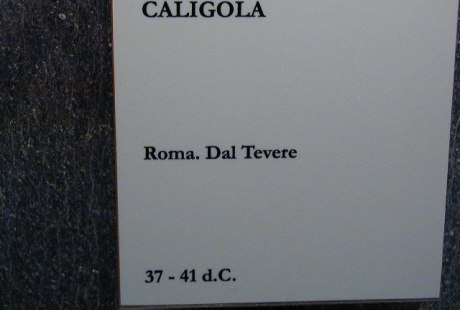 CALIGOLA
Roma. Dal Tevere
37 - 41 d.C.